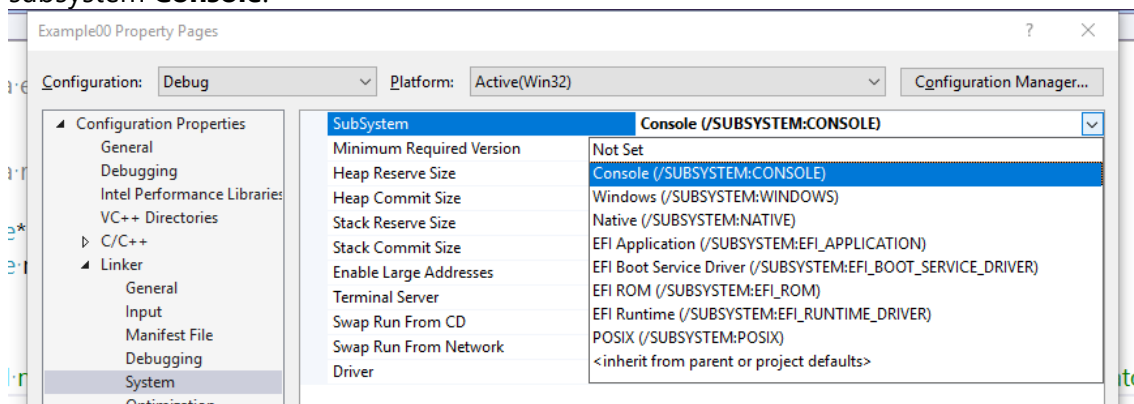 subsystem Console.
Example00 Property Pages ? ×
Configuration: Debug Platform: Active(Win32) Configuration Manager...
Configuration Properties
General
Debugging
Intel Performance Libraries
VC++ Directories
C/C++
Linker
General
Input
Manifest File
Debugging
System
SubSystem Console (/SUBSYSTEM:CONSOLE)
Minimum Required Version
Heap Reserve Size
Heap Commit Size
Stack Reserve Size
Stack Commit Size
Enable Large Addresses
Terminal Server
Swap Run From CD
Swap Run From Network
Driver
Not Set
Console (/SUBSYSTEM:CONSOLE)
Windows (/SUBSYSTEM:WINDOWS)
Native (/SUBSYSTEM:NATIVE)
EFI Application (/SUBSYSTEM:EFI_APPLICATION)
EFI Boot Service Driver (/SUBSYSTEM:EFI_BOOT_SERVICE_DRIVER)
EFI ROM (/SUBSYSTEM:EFI_ROM)
EFI Runtime (/SUBSYSTEM:EFI_RUNTIME_DRIVER)
POSIX (/SUBSYSTEM:POSIX)
<inherit from parent or project defaults>